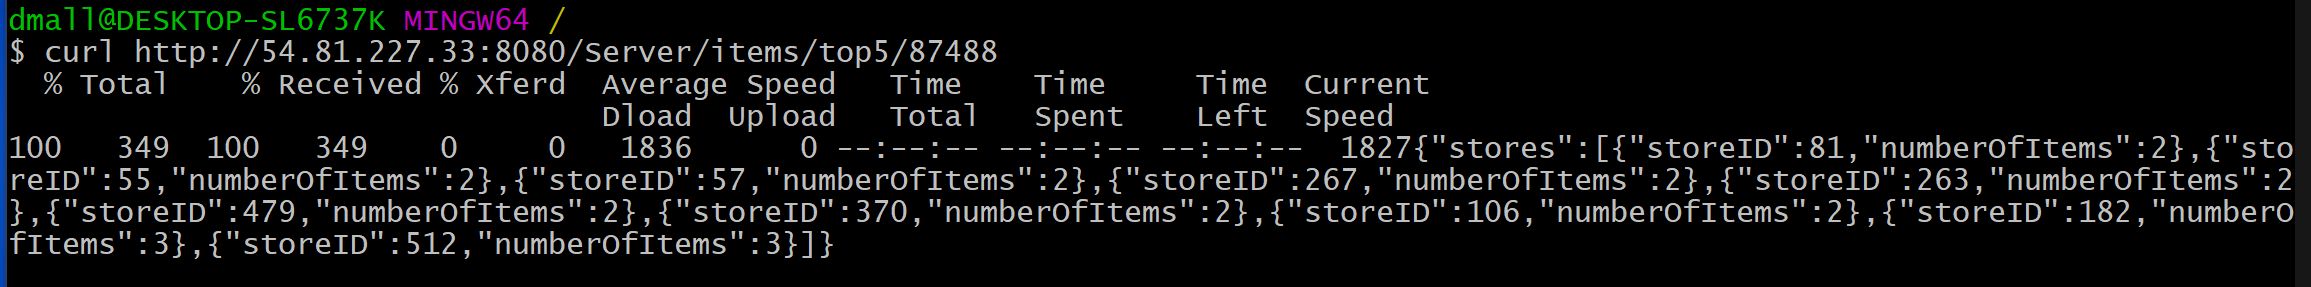 dmall@DESKTOP-SL6737K MINGW64 /
$ curl http://54.81.227.33:8080/Server/items/top5/87488
  % Total    % Received % Xferd  Average Speed   Time    Time     Time  Current
                                 Dload  Upload   Total   Spent    Left  Speed
100   349  100   349    0     0   1836      0 --:--:-- --:--:-- --:--:--  1827{"stores":[{"storeID":81,"numberOfItems":2},{"sto
reID":55,"numberOfItems":2},{"storeID":57,"numberOfItems":2},{"storeID":267,"numberOfItems":2},{"storeID":263,"numberOfItems":2
},{"storeID":479,"numberOfItems":2},{"storeID":370,"numberOfItems":2},{"storeID":106,"numberOfItems":2},{"storeID":182,"numberO
fItems":3},{"storeID":512,"numberOfItems":3}]}